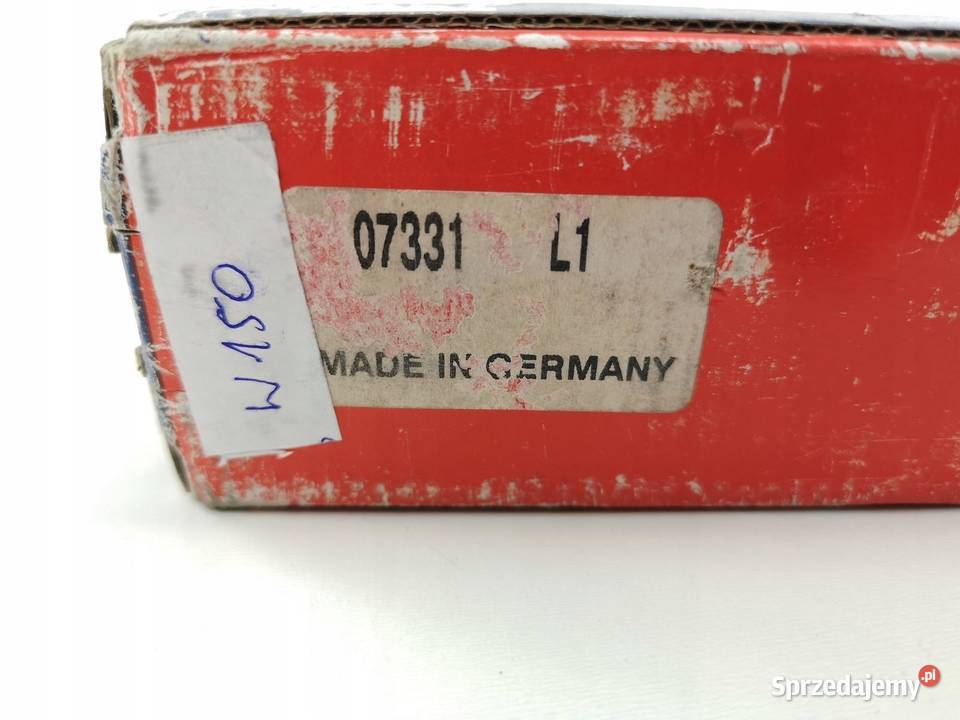 07331 L1
MADE IN GERMANY
W150
Sprzedajemy.pl